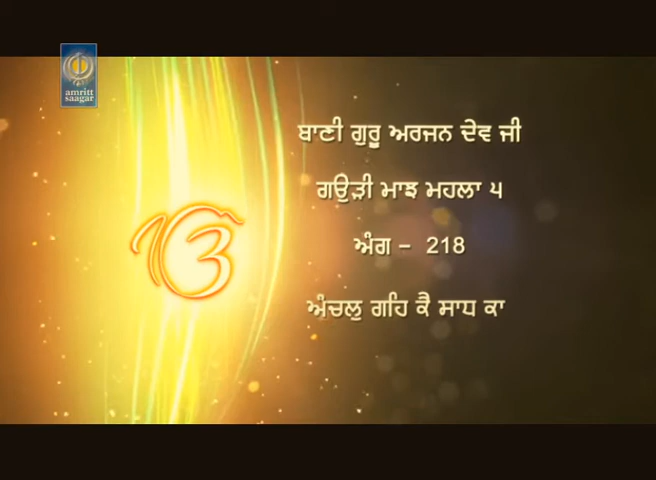 amritt
saagar
ੴ
ਬਾਣੀ ਗੁਰੂ ਅਰਜਨ ਦੇਵ ਜੀ
ਗਉੜੀ ਮਾਝ ਮਹਲਾ ੫
ਅੰਗ - 218
ਅੰਚਲੁ ਗਹਿ ਕੈ ਸਾਧ ਕਾ